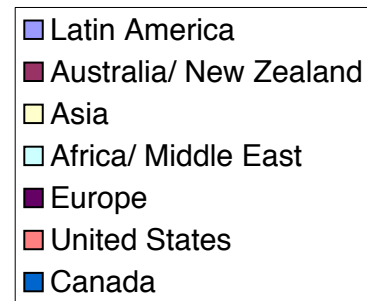 Latin America
Australia/ New Zealand
Asia
Africa/ Middle East
Europe
United States
Canada